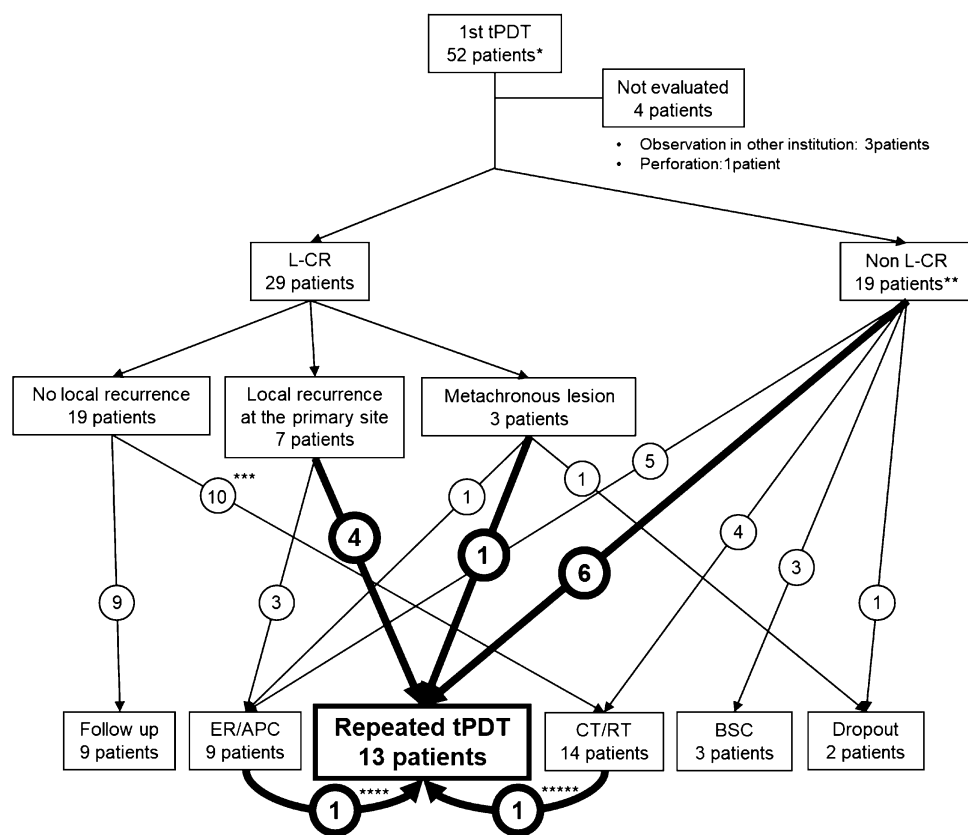 1st tPDT
52 patients*
Not evaluated
4 patients
• Observation in other institution: 3patients
• Perforation:1patient
L-CR
29 patients
Non L-CR
19 patients**
No local recurrence
19 patients
Local recurrence
at the primary site
7 patients
Metachronous lesion
3 patients
10 ***
4
1
1
5
1
6
4
3
9
3
1
Follow up
9 patients
ER/APC
9 patients
Repeated tPDT
13 patients
CT/RT
14 patients
BSC
3 patients
Dropout
2 patients
1 ****
1 *****